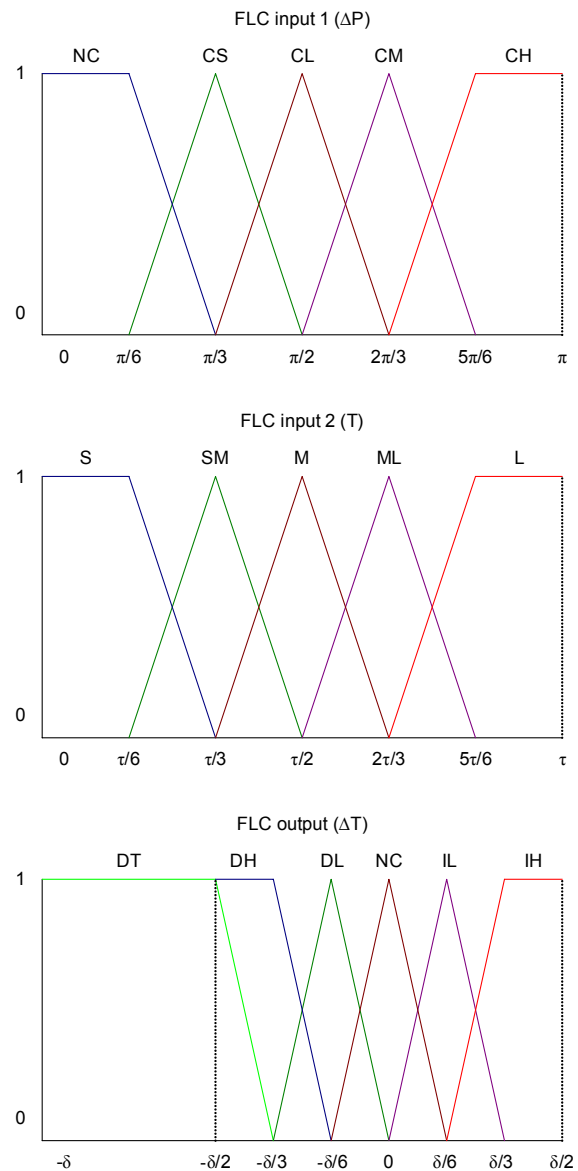 FLC input 1 (ΔP)
NC CS CL CM CH
1
0
0 π/6 π/3 π/2 2π/3 5π/6 π
FLC input 2 (T)
S SM M ML L
1
0
0 τ/6 τ/3 τ/2 2τ/3 5τ/6 τ
FLC output (ΔT)
DT DH DL NC IL IH
1
0
-δ -δ/2 -δ/3 -δ/6 0 δ/6 δ/3 δ/2